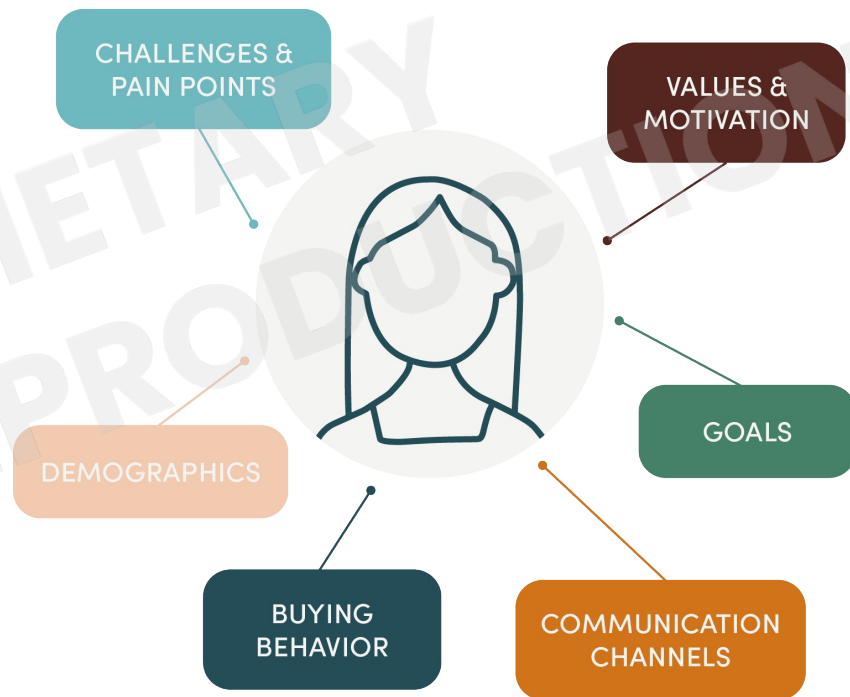 CHALLENGES &
PAIN POINTS
VALUES &
MOTIVATION
GOALS
DEMOGRAPHICS
BUYING
BEHAVIOR
COMMUNICATION
CHANNELS